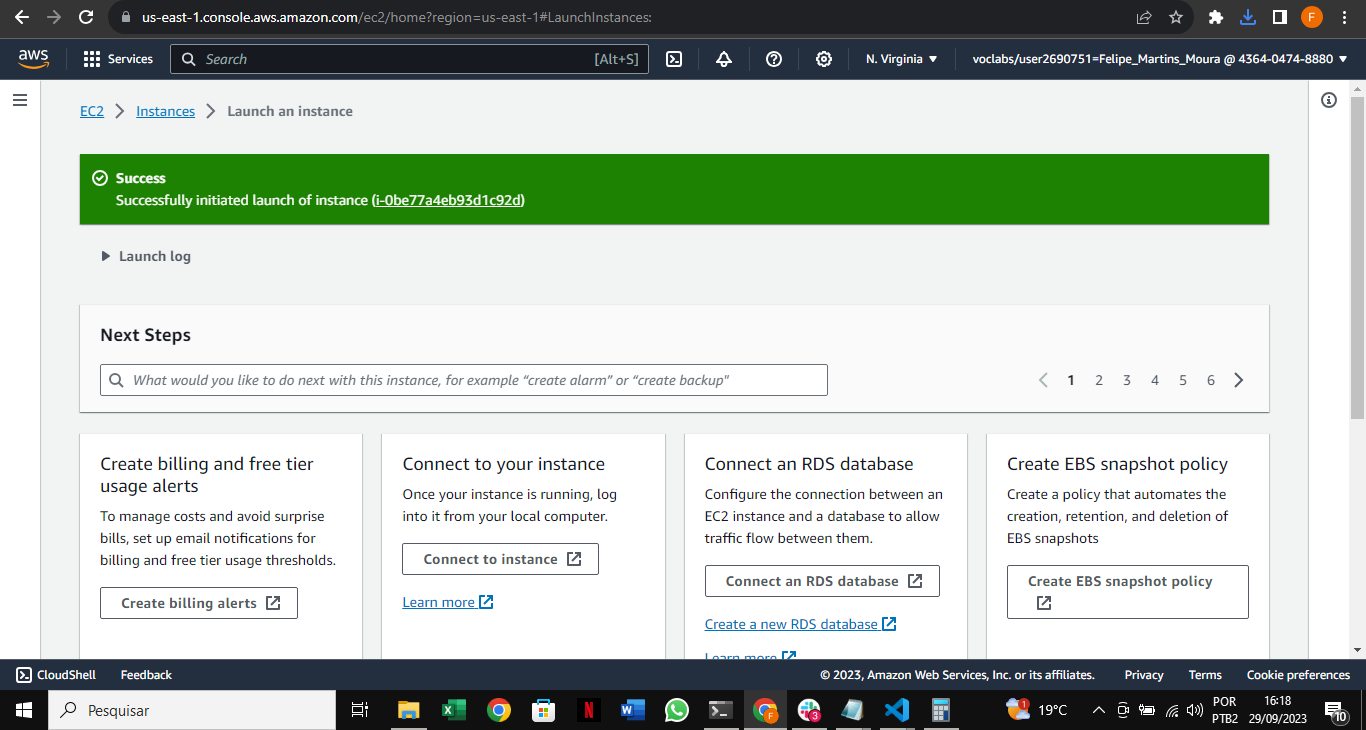 us-east-1.console.aws.amazon.com/ec2/home?region=us-east-1#LaunchInstances:
F
aws
Services
Search
[Alt+S]
N. Virginia
voclabs/user2690751=Felipe_Martins_Moura @ 4364-0474-8880
EC2
Instances
Launch an instance
Success
Successfully initiated launch of instance (i-0be77a4eb93d1c92d)
Launch log
Next Steps
What would you like to do next with this instance, for example “create alarm” or “create backup”
1 2 3 4 5 6
Create billing and free tier
usage alerts
To manage costs and avoid surprise
bills, set up email notifications for
billing and free tier usage thresholds.
Create billing alerts
Connect to your instance
Once your instance is running, log
into it from your local computer.
Connect to instance
Learn more
Connect an RDS database
Configure the connection between an
EC2 instance and a database to allow
traffic flow between them.
Connect an RDS database
Create a new RDS database
Learn more
Create EBS snapshot policy
Create a policy that automates the
creation, retention, and deletion of
EBS snapshots
Create EBS snapshot policy
CloudShell
Feedback
© 2023, Amazon Web Services, Inc. or its affiliates.
Privacy
Terms
Cookie preferences
Pesquisar
X
N
W
F
3
1
19°C
POR
PTB2
16:18
29/09/2023
10